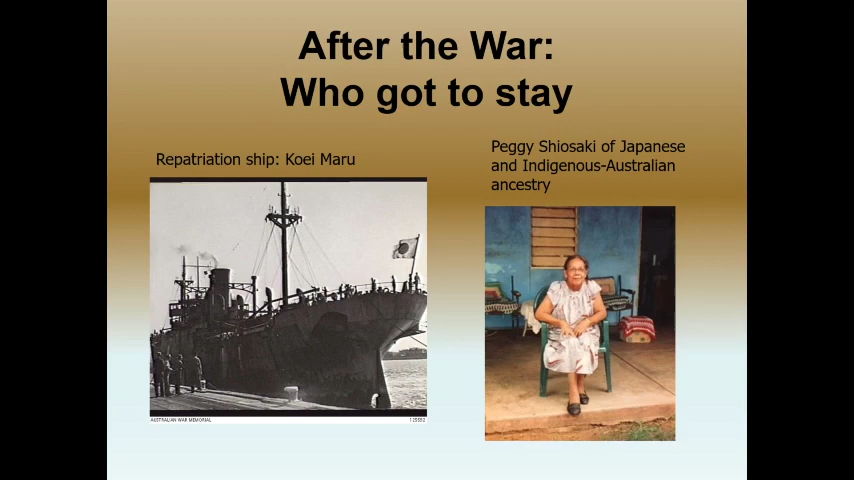 After the War:
Who got to stay
Repatriation ship: Koei Maru
Peggy Shiosaki of Japanese
and Indigenous-Australian
ancestry
AUSTRALIAN WAR MEMORIAL